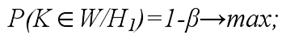 P(K ∈ W/H₁)=1-β→max;